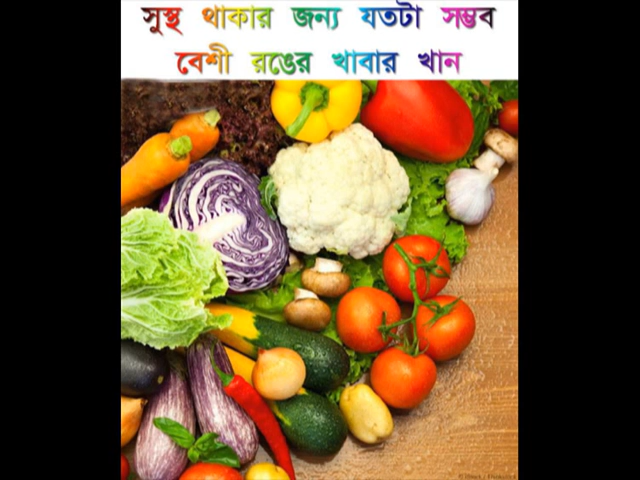 সুস্থ থাকার জন্য যতটা সম্ভব
বেশী রঙের খাবার খান